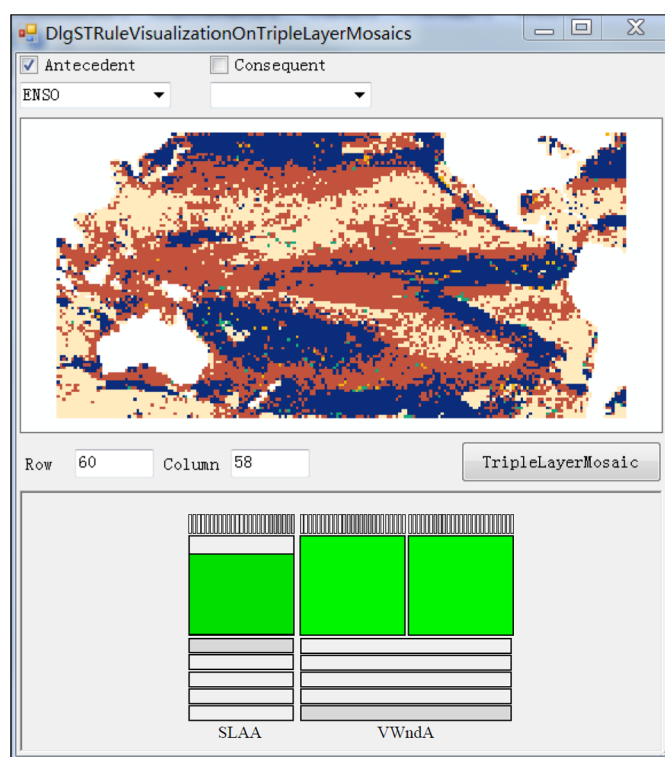 DlgSTRuleVisualizationOnTripleLayerMosaics
Antecedent Consequent
ENSO
Row 60 Column 58 TripleLayerMosaic
SLAA VWndA